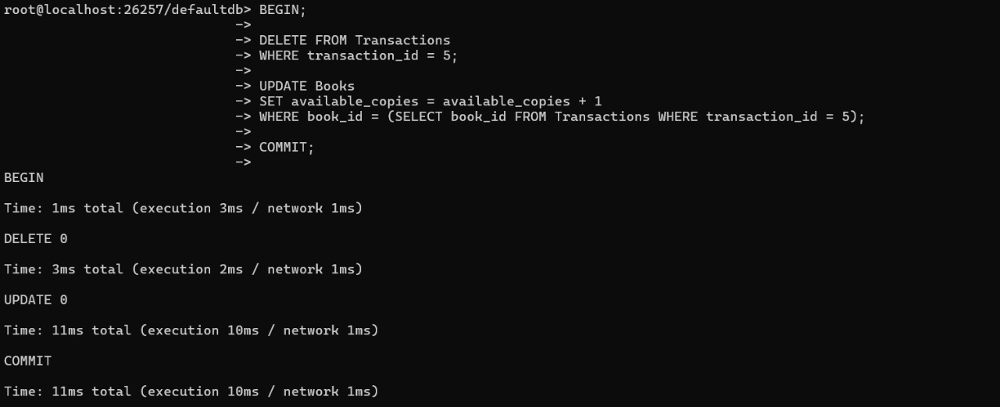 root@localhost:26257/defaultdb> BEGIN;
->
-> DELETE FROM Transactions
-> WHERE transaction_id = 5;
->
-> UPDATE Books
-> SET available_copies = available_copies + 1
-> WHERE book_id = (SELECT book_id FROM Transactions WHERE transaction_id = 5);
->
-> COMMIT;
->
BEGIN
Time: 1ms total (execution 3ms / network 1ms)
DELETE 0
Time: 3ms total (execution 2ms / network 1ms)
UPDATE 0
Time: 11ms total (execution 10ms / network 1ms)
COMMIT
Time: 11ms total (execution 10ms / network 1ms)